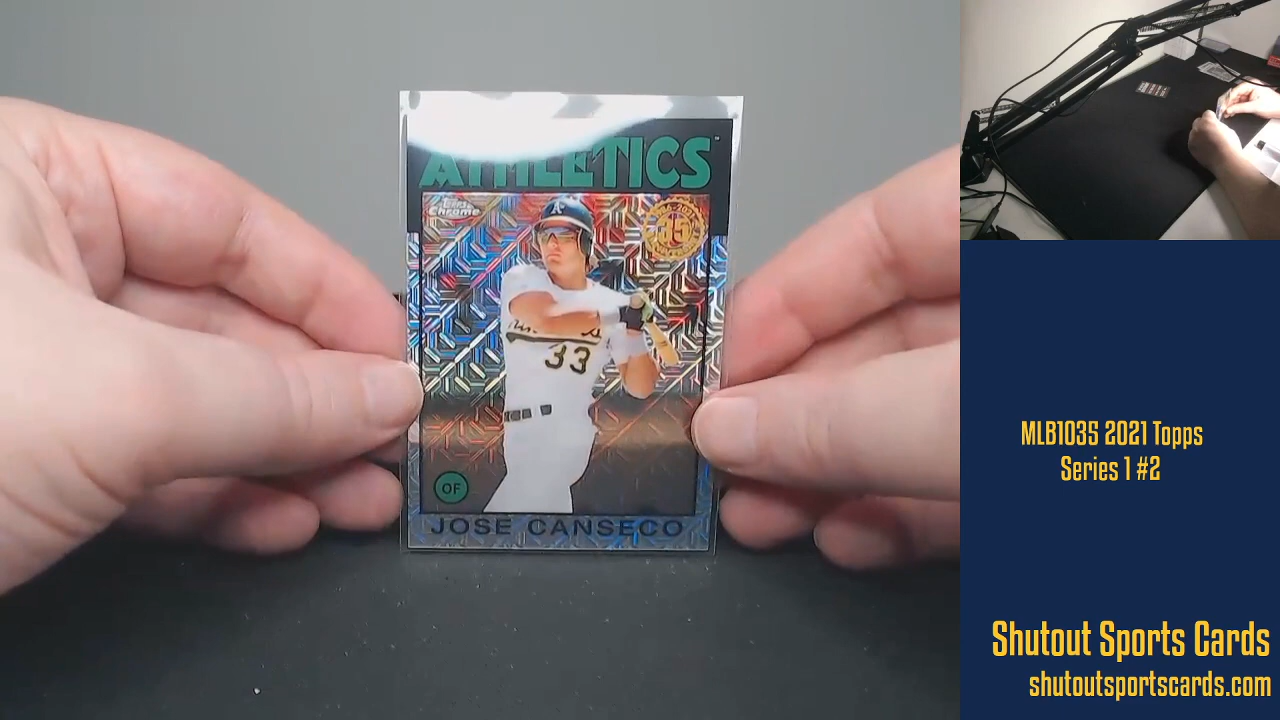 ATHLETICS
Topps
Chrome
35
33
OF
JOSE CANSECO
MLB1035 2021 Topps
Series 1 #2
Shutout Sports Cards
shutoutsportscards.com